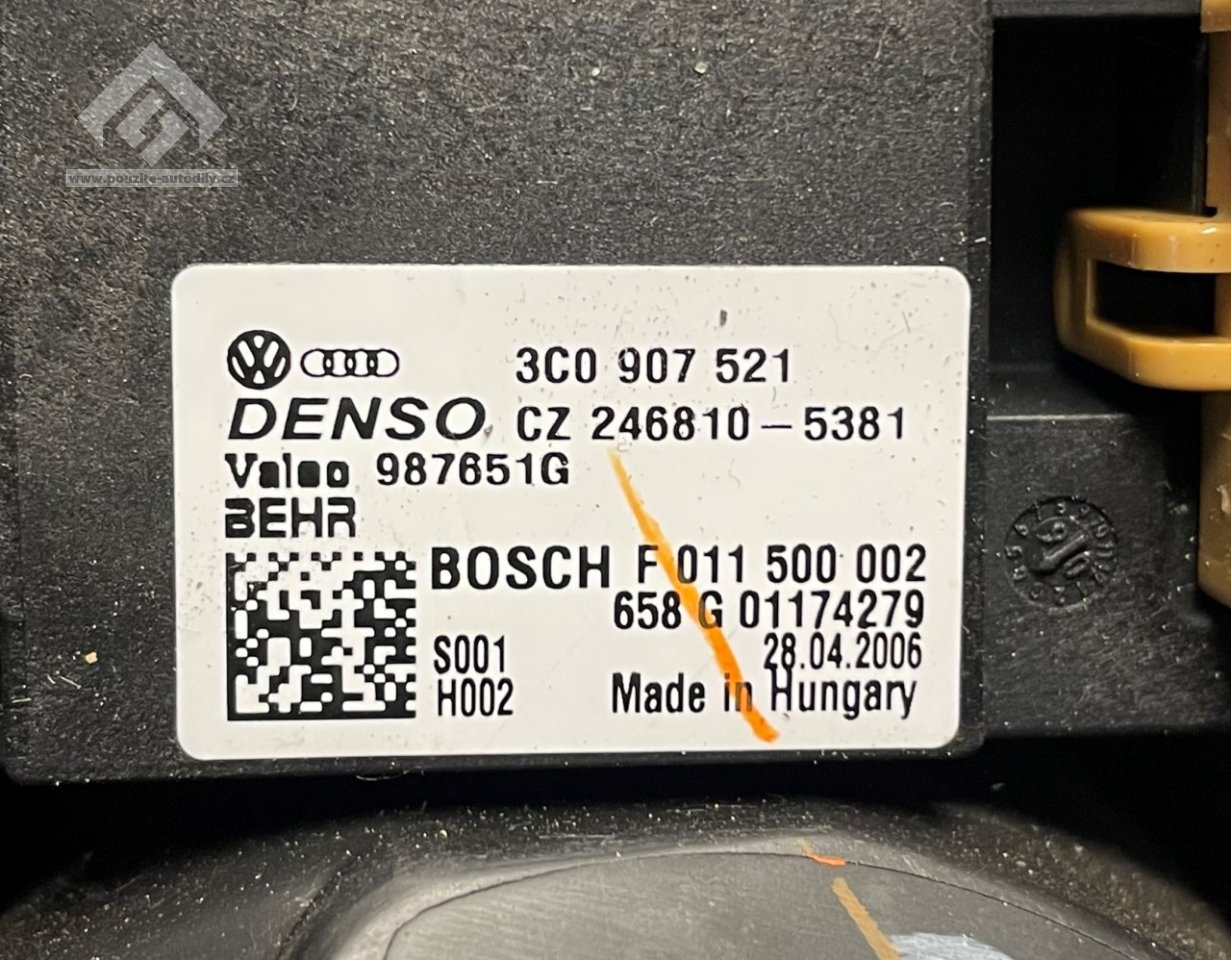 www.pouzite-autodily.cz
3C0 907 521
DENSO CZ 246810-5381
Valeo 987651G
BEHR
BOSCH F 011 500 002
658 G 01174279
S001 28.04.2006
H002 Made in Hungary